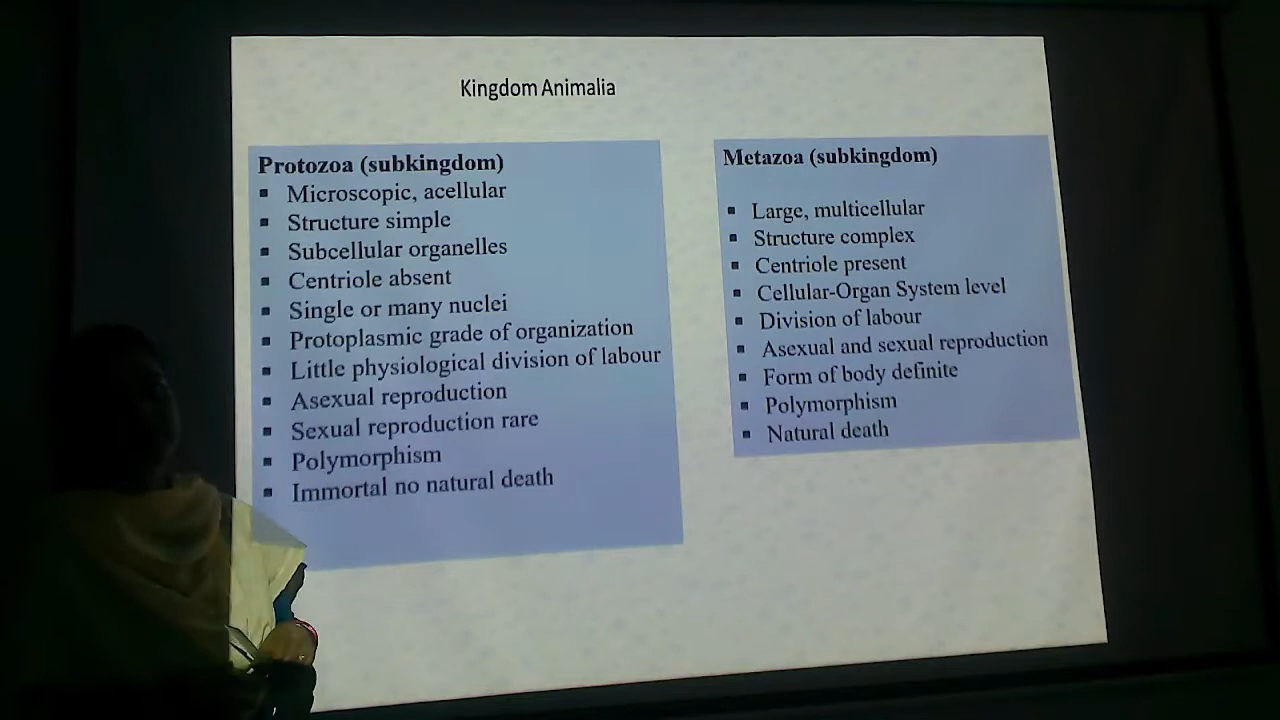 Kingdom Animalia
Protozoa (subkingdom)
▪ Microscopic, acellular
▪ Structure simple
▪ Subcellular organelles
▪ Centriole absent
▪ Single or many nuclei
▪ Protoplasmic grade of organization
▪ Little physiological division of labour
▪ Asexual reproduction
▪ Sexual reproduction rare
▪ Polymorphism
▪ Immortal no natural death
Metazoa (subkingdom)
▪ Large, multicellular
▪ Structure complex
▪ Centriole present
▪ Cellular-Organ System level
▪ Division of labour
▪ Asexual and sexual reproduction
▪ Form of body definite
▪ Polymorphism
▪ Natural death